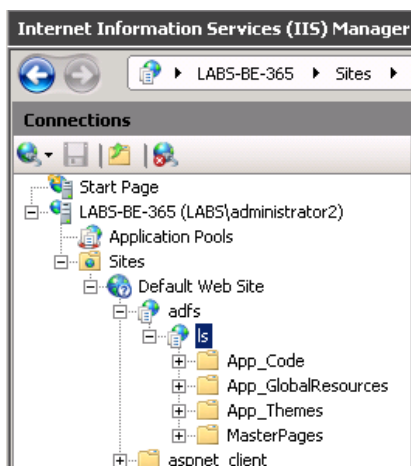 Internet Information Services (IIS) Manager
LABS-BE-365 Sites
Connections
Start Page
LABS-BE-365 (LABS\administrator2)
Application Pools
Sites
Default Web Site
adfs
ls
App_Code
App_GlobalResources
App_Themes
MasterPages
aspnet_client